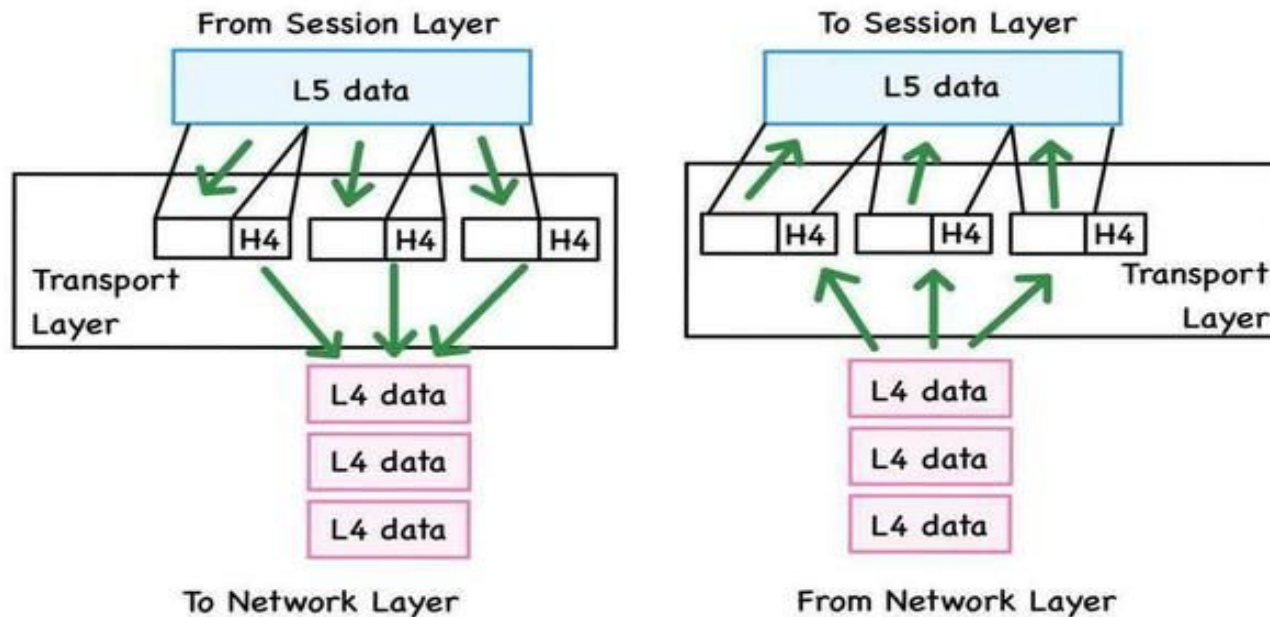 From Session Layer
L5 data
H4
H4
H4
Transport
Layer
L4 data
L4 data
L4 data
To Network Layer
To Session Layer
L5 data
H4
H4
H4
Transport
Layer
L4 data
L4 data
L4 data
From Network Layer